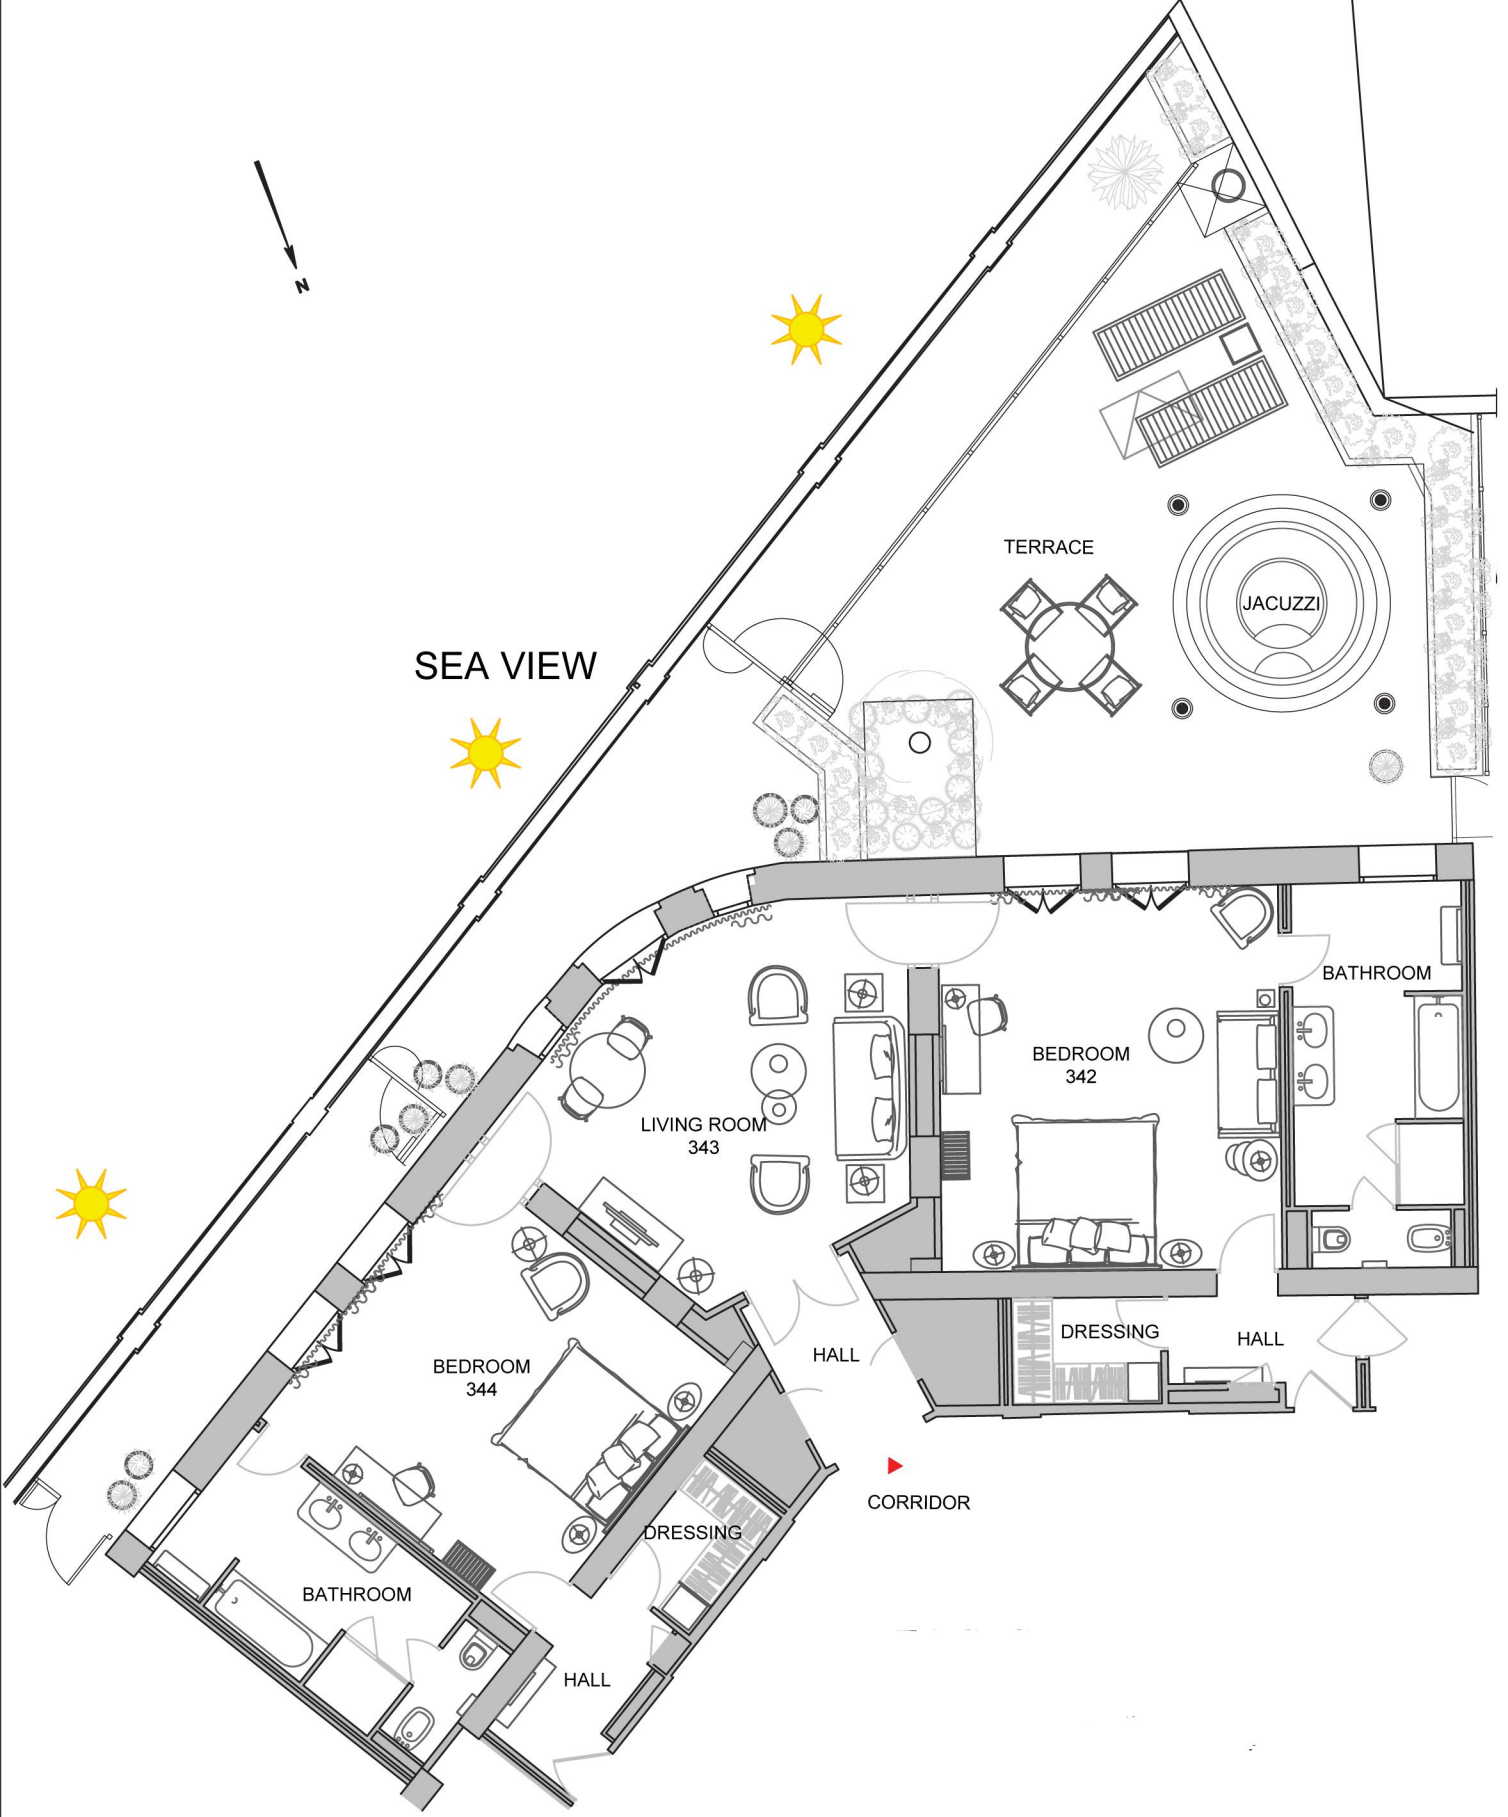 N
TERRACE
JACUZZI
SEA VIEW
BATHROOM
BEDROOM
342
LIVING ROOM
343
DRESSING
HALL
HALL
BEDROOM
344
CORRIDOR
DRESSING
BATHROOM
HALL